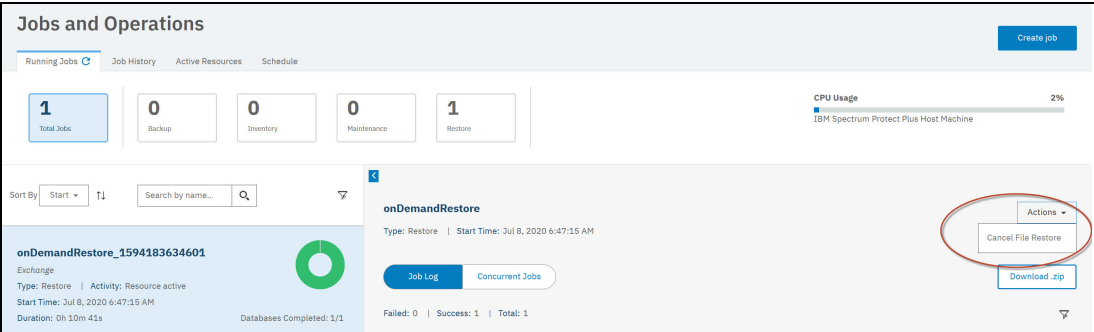 Jobs and Operations
Create job
Running Jobs
Job History
Active Resources
Schedule
1
Total Jobs
0
Backup
0
Inventory
0
Maintenance
1
Restore
CPU Usage
2%
IBM Spectrum Protect Plus Host Machine
Sort By
Start
Search by name...
onDemandRestore
Type: Restore | Start Time: Jul 8, 2020 6:47:15 AM
Actions
Cancel File Restore
Job Log
Concurrent Jobs
Download .zip
Failed: 0 | Success: 1 | Total: 1
onDemandRestore_1594183634601
Exchange
Type: Restore | Activity: Resource active
Start Time: Jul 8, 2020 6:47:15 AM
Duration: 0h 10m 41s
Databases Completed: 1/1